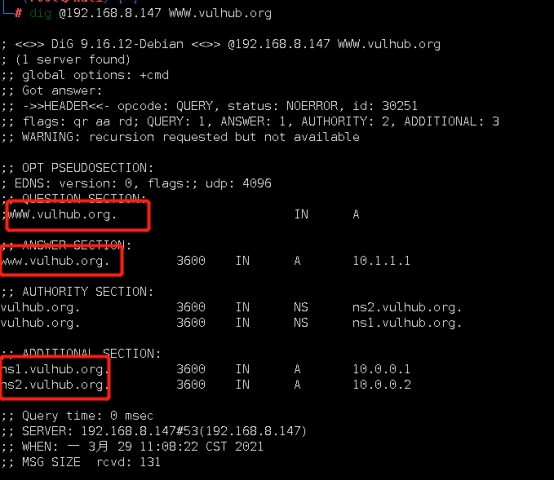 # dig @192.168.8.147 WWW.vulhub.org
; <<>> DiG 9.16.12-Debian <<>> @192.168.8.147 WWW.vulhub.org
; (1 server found)
;; global options: +cmd
;; Got answer:
;; ->>HEADER<<- opcode: QUERY, status: NOERROR, id: 30251
;; flags: qr aa rd; QUERY: 1, ANSWER: 1, AUTHORITY: 2, ADDITIONAL: 3
;; WARNING: recursion requested but not available
;; OPT PSEUDOSECTION:
; EDNS: version: 0, flags:; udp: 4096
;; QUESTION SECTION:
;WWW.vulhub.org. IN A
;; ANSWER SECTION:
www.vulhub.org. 3600 IN A 10.1.1.1
;; AUTHORITY SECTION:
vulhub.org. 3600 IN NS ns2.vulhub.org.
vulhub.org. 3600 IN NS ns1.vulhub.org.
;; ADDITIONAL SECTION:
ns1.vulhub.org. 3600 IN A 10.0.0.1
ns2.vulhub.org. 3600 IN A 10.0.0.2
;; Query time: 0 msec
;; SERVER: 192.168.8.147#53(192.168.8.147)
;; WHEN: 一 3月 29 11:08:22 CST 2021
;; MSG SIZE rcvd: 131